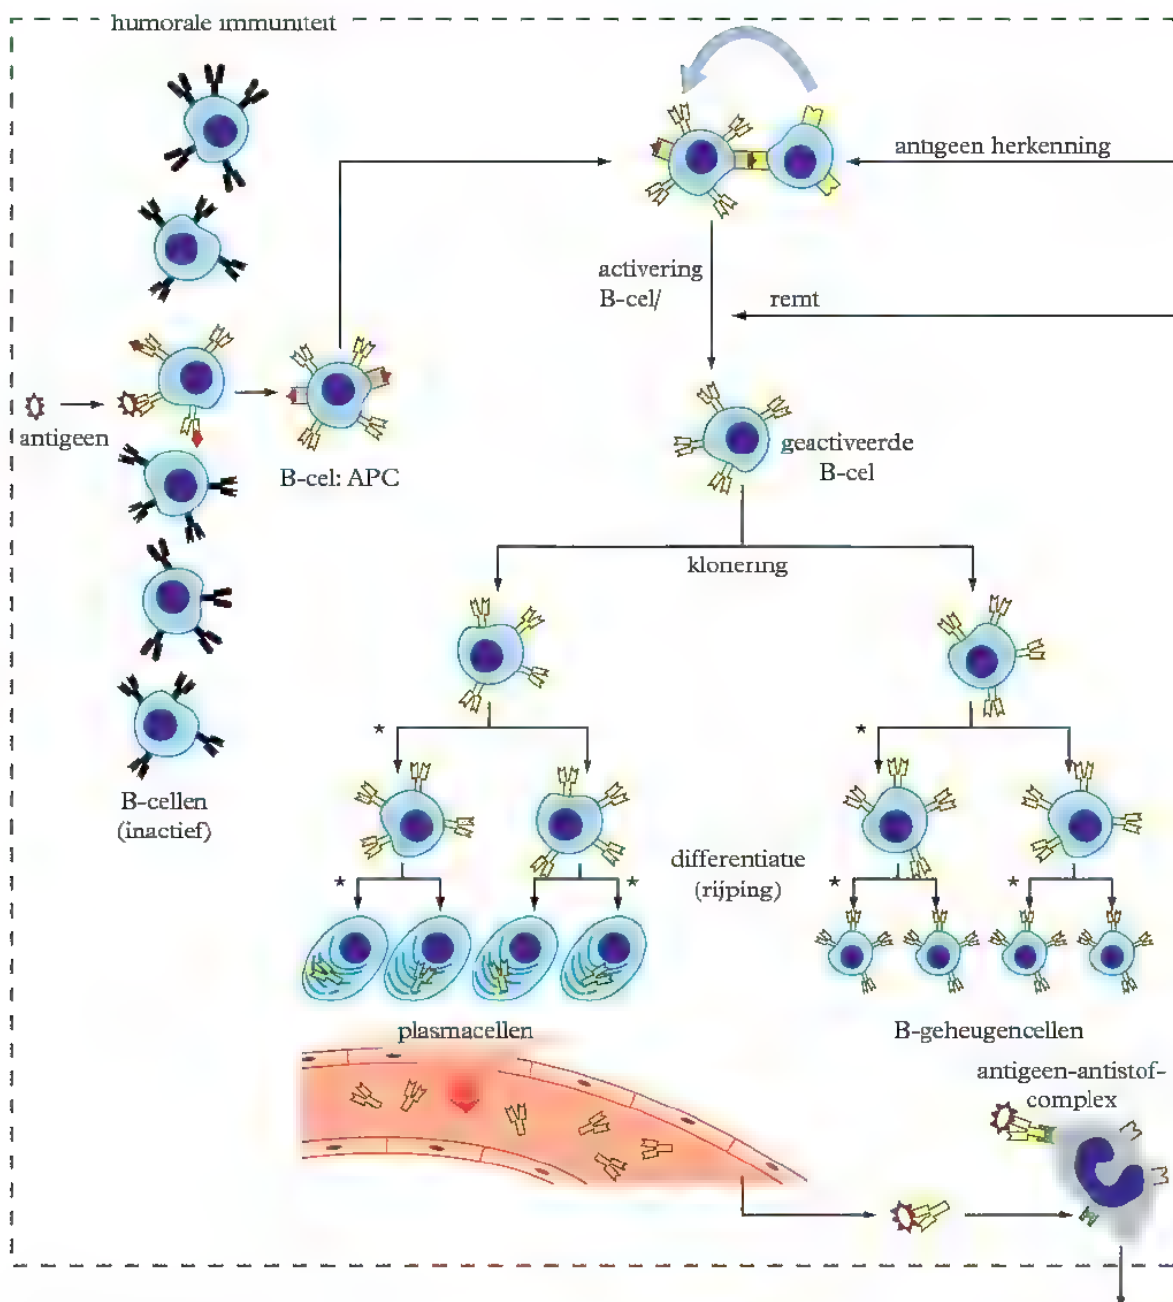 humorale immuniteit
antigeen herkenning
activering
B-cel/
remt
antigeen
B-cel: APC
geactiveerde
B-cel
klonering
*
*
B-cellen
(inactief)
differentiatie
(rijping)
*
*
*
*
plasmacellen
B-geheugencellen
antigeen-antistof-
complex